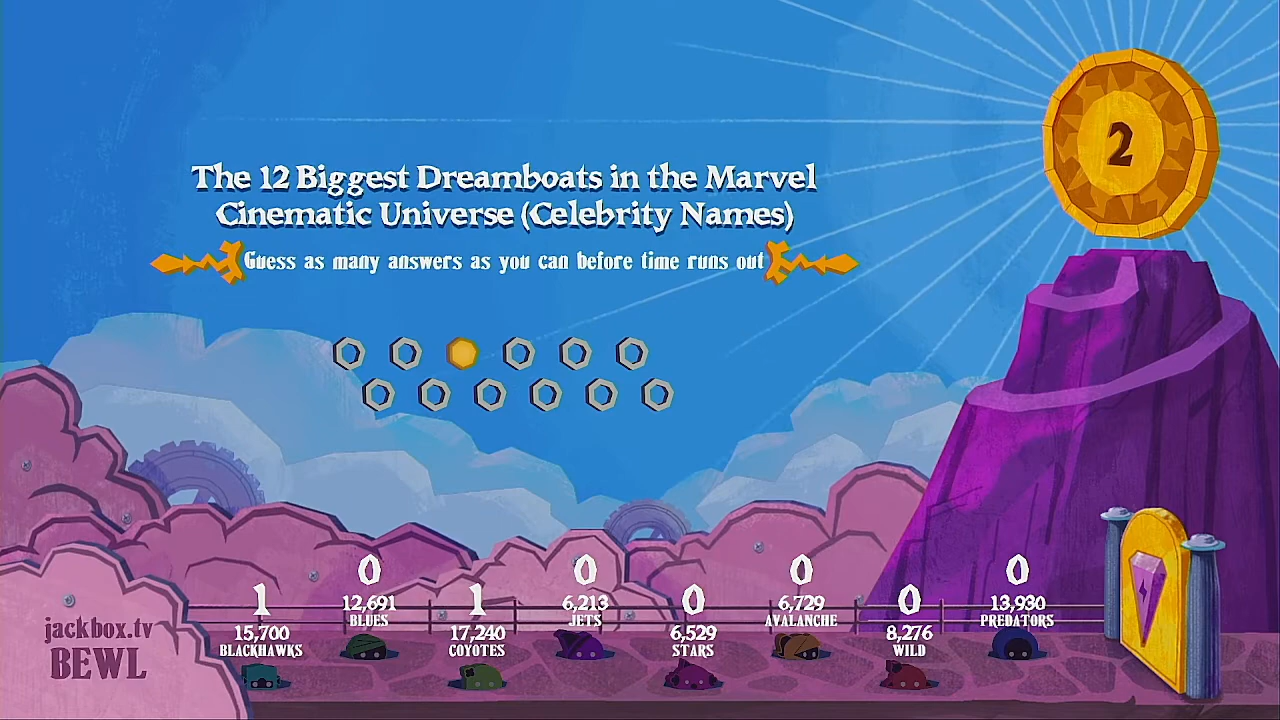 2
The 12 Biggest Dreamboats in the Marvel
Cinematic Universe (Celebrity Names)
Guess as many answers as you can before time runs out
1
15,700
BLACKHAWKS
0
12,691
BLUES
1
17,240
COYOTES
0
6,213
JETS
0
6,529
STARS
0
6,729
AVALANCHE
0
8,276
WILD
0
13,930
PREDATORS
jackbox.tv
BEWL